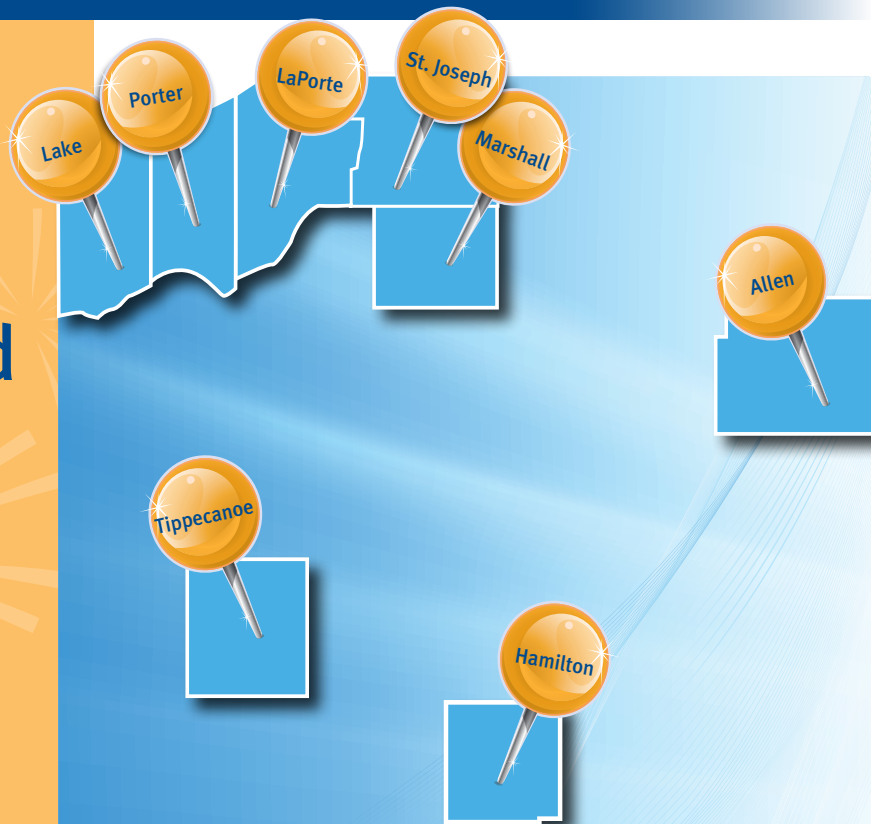 Lake
Porter
LaPorte
St. Joseph
Marshall
Allen
d
Tippecanoe
Hamilton